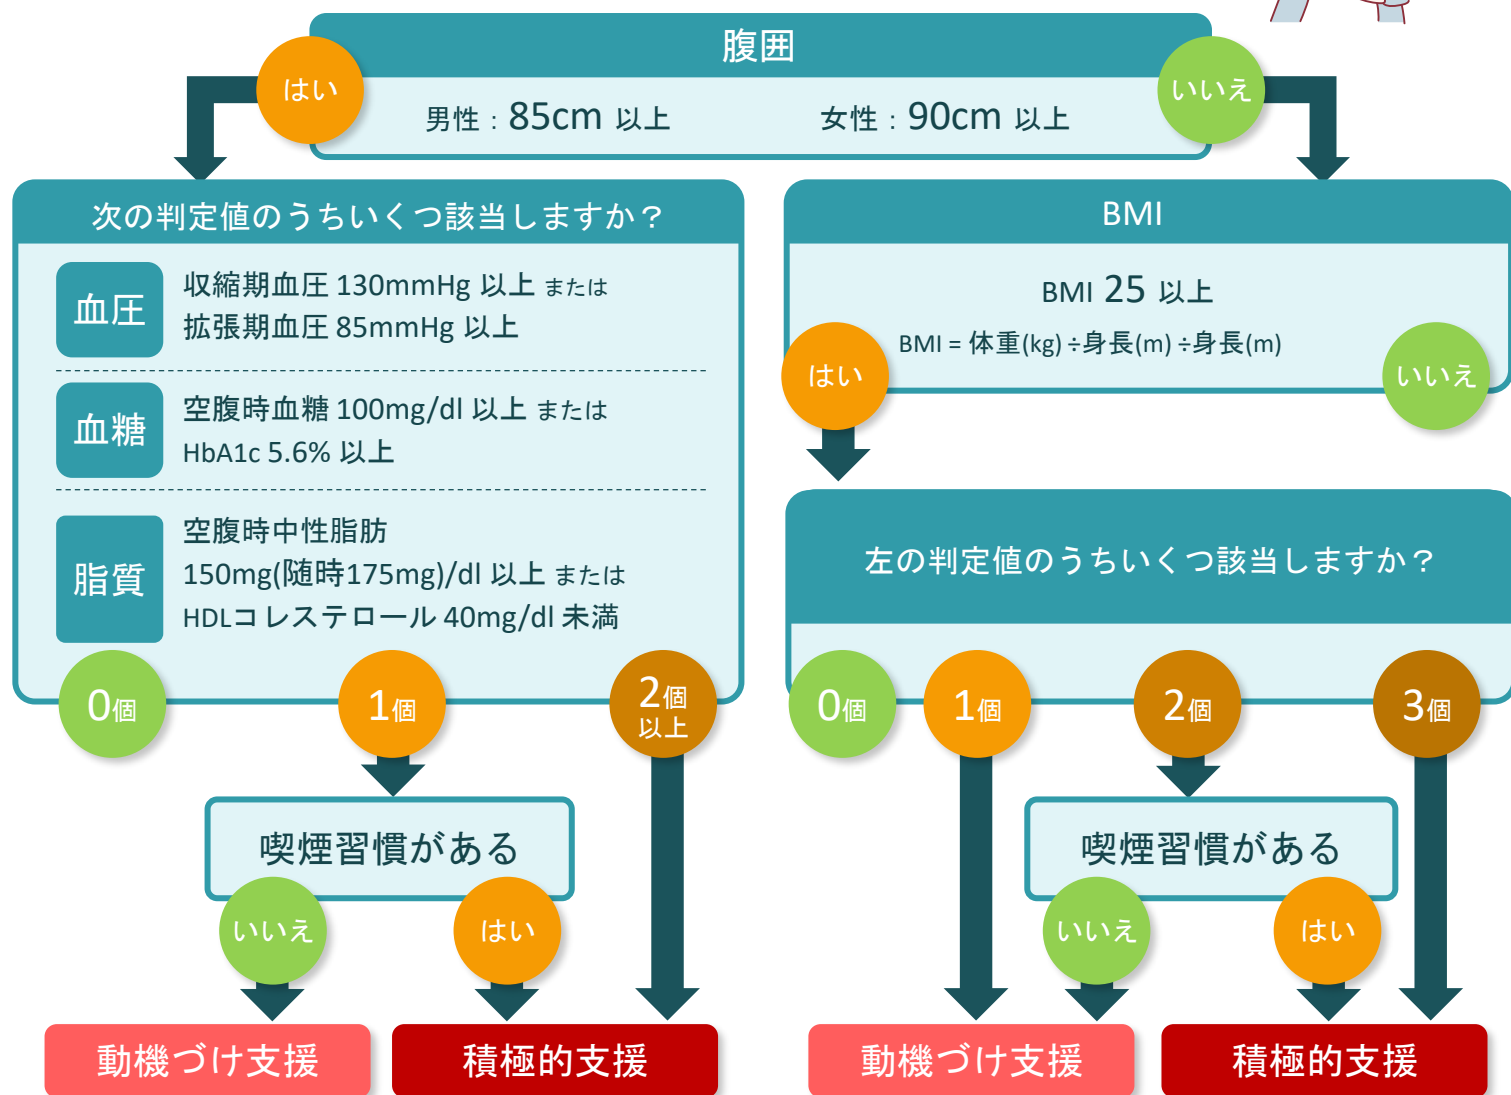 腹囲
はい
いいえ
男性：85cm 以上
女性：90cm 以上
次の判定値のうちいくつ該当しますか？
血圧
収縮期血圧 130mmHg 以上 または
拡張期血圧 85mmHg 以上
血糖
空腹時血糖 100mg/dl 以上 または
HbA1c 5.6% 以上
脂質
空腹時中性脂肪
150mg(随時175mg)/dl 以上 または
HDLコレステロール 40mg/dl 未満
0個
1個
2個
以上
喫煙習慣がある
いいえ
はい
動機づけ支援
積極的支援
BMI
BMI 25 以上
BMI = 体重(kg) ÷身長(m) ÷身長(m)
はい
いいえ
左の判定値のうちいくつ該当しますか？
0個
1個
2個
3個
喫煙習慣がある
いいえ
はい
動機づけ支援
積極的支援